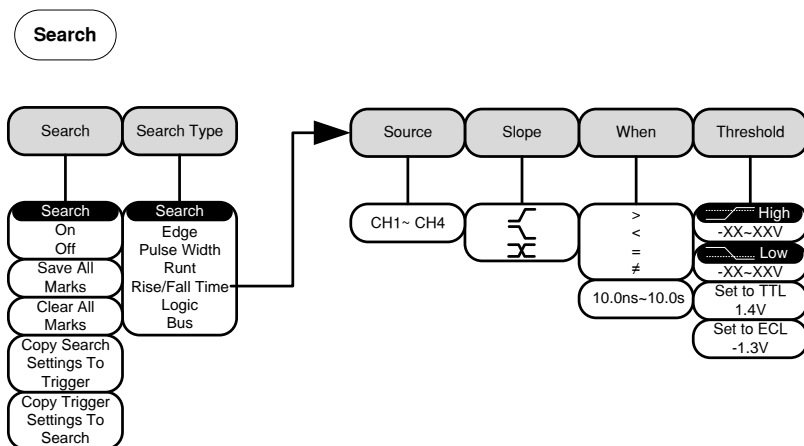 Search
Search
Search Type
Source
Slope
When
Threshold
Search
On
Off
Save All
Marks
Clear All
Marks
Copy Search
Settings To
Trigger
Copy Trigger
Settings To
Search
Search
Edge
Pulse Width
Runt
Rise/Fall Time
Logic
Bus
CH1~ CH4
>
<
=
≠
10.0ns~10.0s
High
-XX~XXV
Low
-XX~XXV
Set to TTL
1.4V
Set to ECL
-1.3V